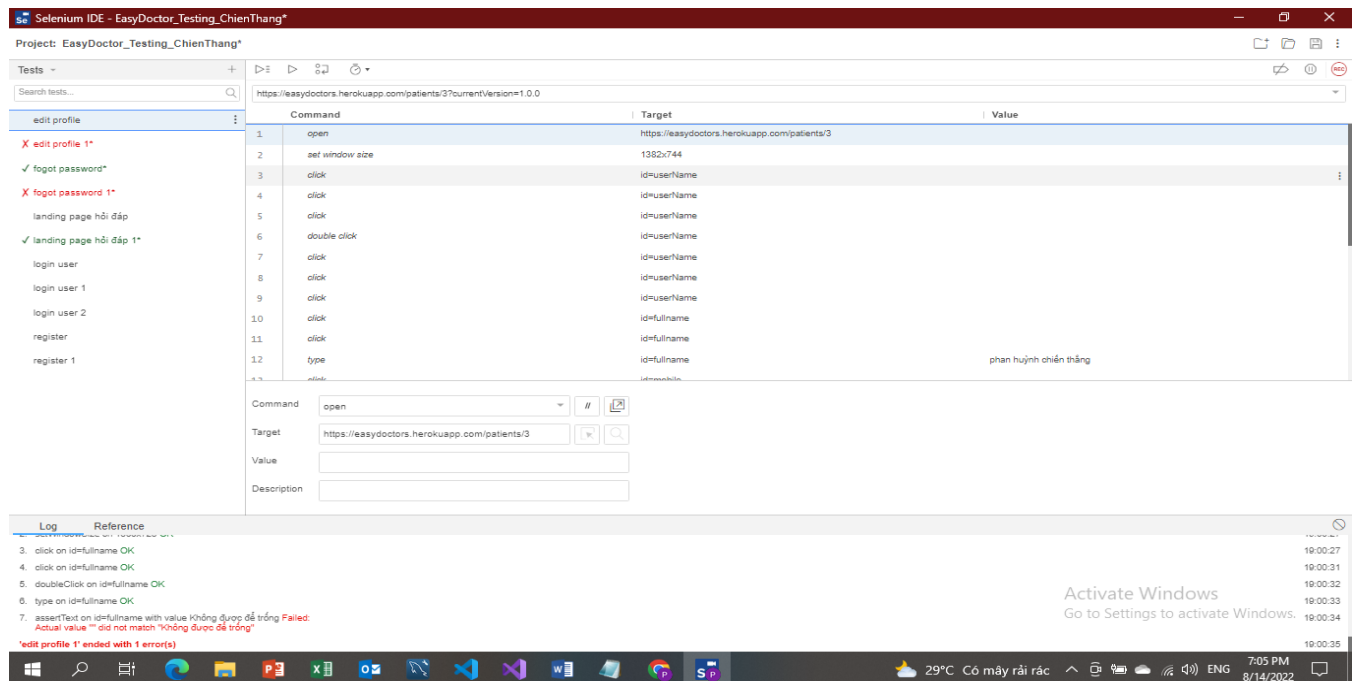 Selenium IDE - EasyDoctor_Testing_ChienThang*
Project: EasyDoctor_Testing_ChienThang*
Tests
Search tests...
edit profile
X edit profile 1*
✓ fogot password*
X fogot password 1*
landing page hỏi đáp
✓ landing page hỏi đáp 1*
login user
login user 1
login user 2
register
register 1
REC
https://easydoctors.herokuapp.com/patients/3?currentVersion=1.0.0
Command Target Value
1 open https://easydoctors.herokuapp.com/patients/3
2 set window size 1382x744
3 click id=userName
4 click id=userName
5 click id=userName
6 double click id=userName
7 click id=userName
8 click id=userName
9 click id=userName
10 click id=fullname
11 click id=fullname
12 type id=fullname phan huỳnh chiến thắng
Command open //
Target https://easydoctors.herokuapp.com/patients/3
Value
Description
Log Reference
3. click on id=fullname OK 19:00:27
4. click on id=fullname OK 19:00:31
5. doubleClick on id=fullname OK 19:00:32
6. type on id=fullname OK 19:00:33
7. assertText on id=fullname with value Không được để trống Failed: 19:00:34
Actual value "" did not match "Không được để trống"
'edit profile 1' ended with 1 error(s) 19:00:35
Activate Windows
Go to Settings to activate Windows.
29°C Có mây rải rác ENG 7:05 PM
8/14/2022